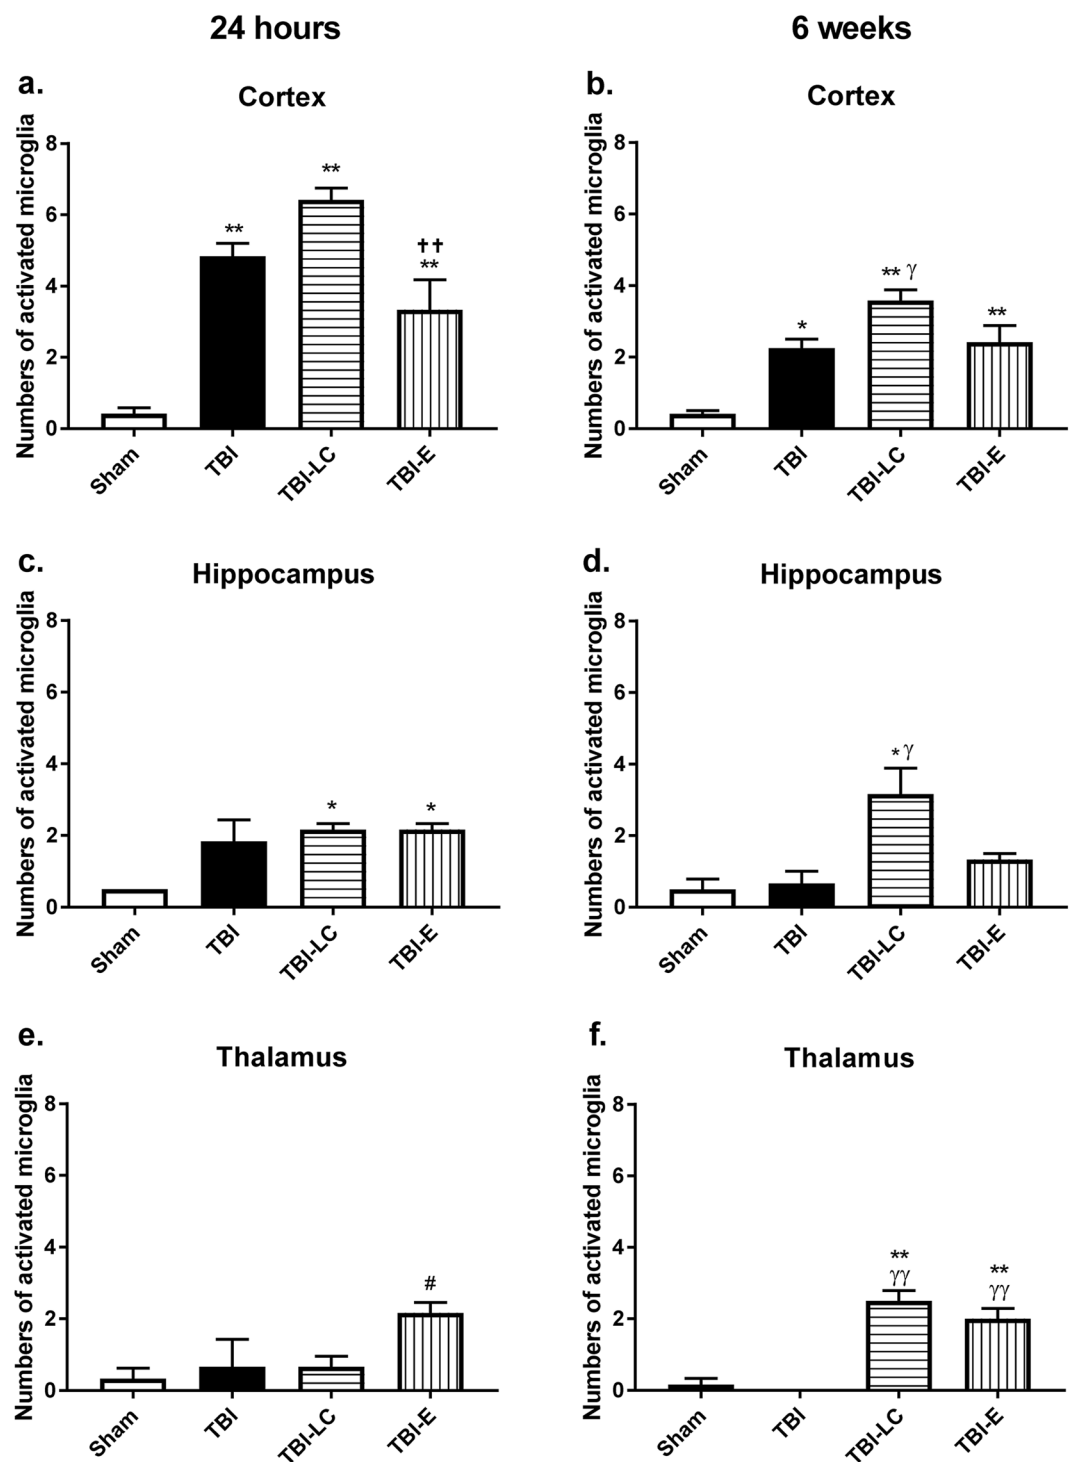 24 hours
6 weeks
a.
Cortex
Numbers of activated microglia
8
6
4
2
0
**
**
††
**
Sham
TBI
TBI-LC
TBI-E
b.
Cortex
Numbers of activated microglia
8
6
4
2
0
*
** γ
**
Sham
TBI
TBI-LC
TBI-E
c.
Hippocampus
Numbers of activated microglia
8
6
4
2
0
*
*
Sham
TBI
TBI-LC
TBI-E
d.
Hippocampus
Numbers of activated microglia
8
6
4
2
0
* γ
Sham
TBI
TBI-LC
TBI-E
e.
Thalamus
Numbers of activated microglia
8
6
4
2
0
#
Sham
TBI
TBI-LC
TBI-E
f.
Thalamus
Numbers of activated microglia
8
6
4
2
0
**
γγ
**
γγ
Sham
TBI
TBI-LC
TBI-E